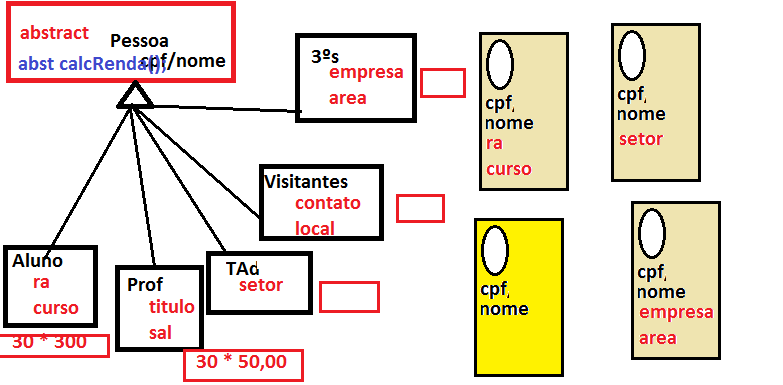 abstract
Pessoa
cpf/nome
abst calcRenda();
3ºs
empresa
area
Visitantes
contato
local
Aluno
ra
curso
30 * 300
Prof
titulo
sal
30 * 50,00
TAd
setor
cpf,
nome
ra
curso
cpf,
nome
setor
cpf,
nome
cpf,
nome
empresa
area